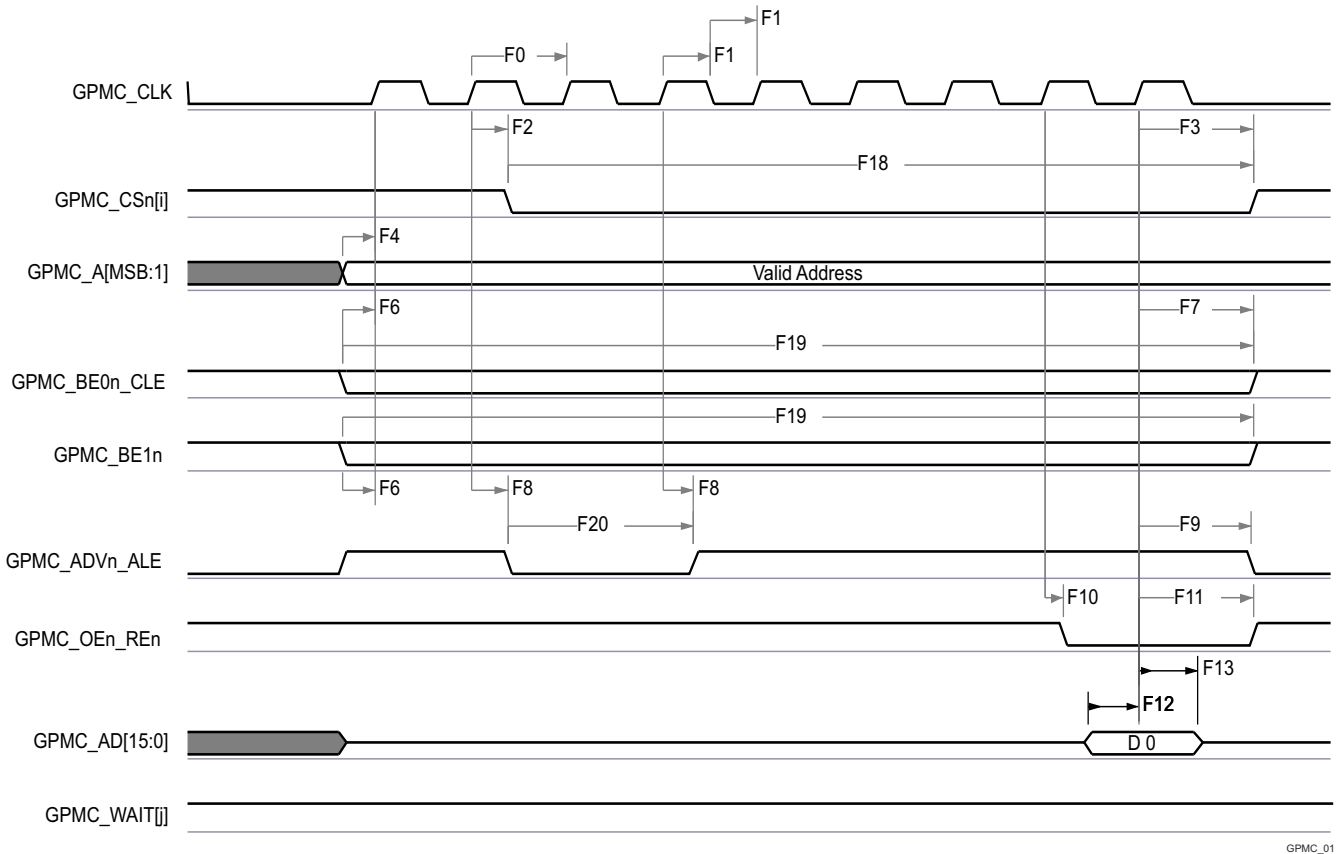 F1
F0
F1
GPMC_CLK
F2
F3
F18
GPMC_CSn[i]
F4
GPMC_A[MSB:1]
Valid Address
F6
F7
F19
GPMC_BE0n_CLE
F19
GPMC_BE1n
F6
F8
F8
F20
F9
GPMC_ADVn_ALE
F10
F11
GPMC_OEn_REn
F13
F12
GPMC_AD[15:0]
D 0
GPMC_WAIT[j]
GPMC_01